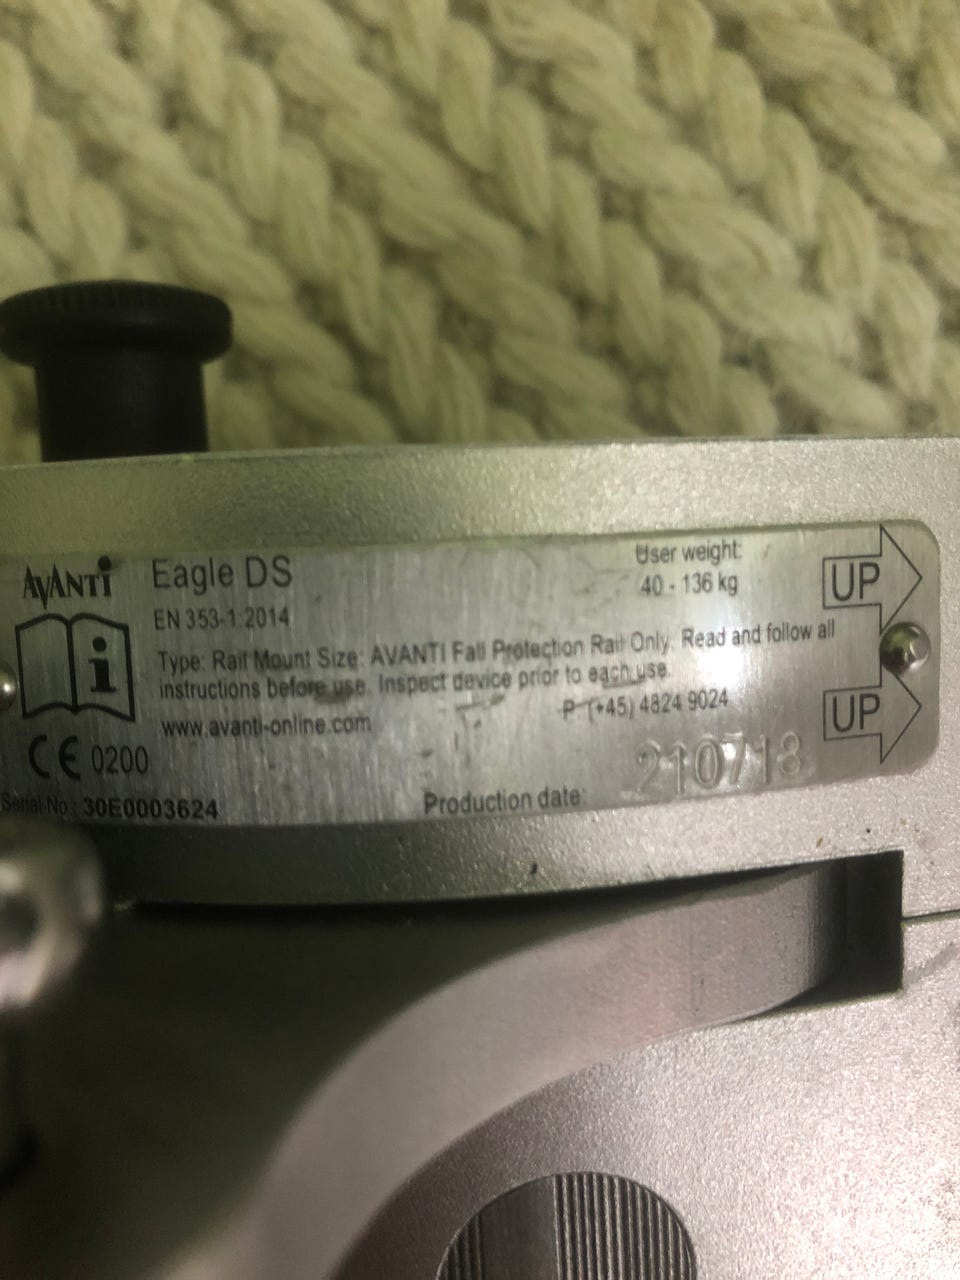 AVANTI
Eagle DS
EN 353-1:2014
User weight:
40 - 136 kg
UP
Type: Rail Mount Size: AVANTI Fall Protection Rail Only. Read and follow all
instructions before use. Inspect device prior to each use.
www.avanti-online.com
P (+45) 4824 9024
UP
i
CE 0200
Serial No.: 30E0003624
Production date:
210718